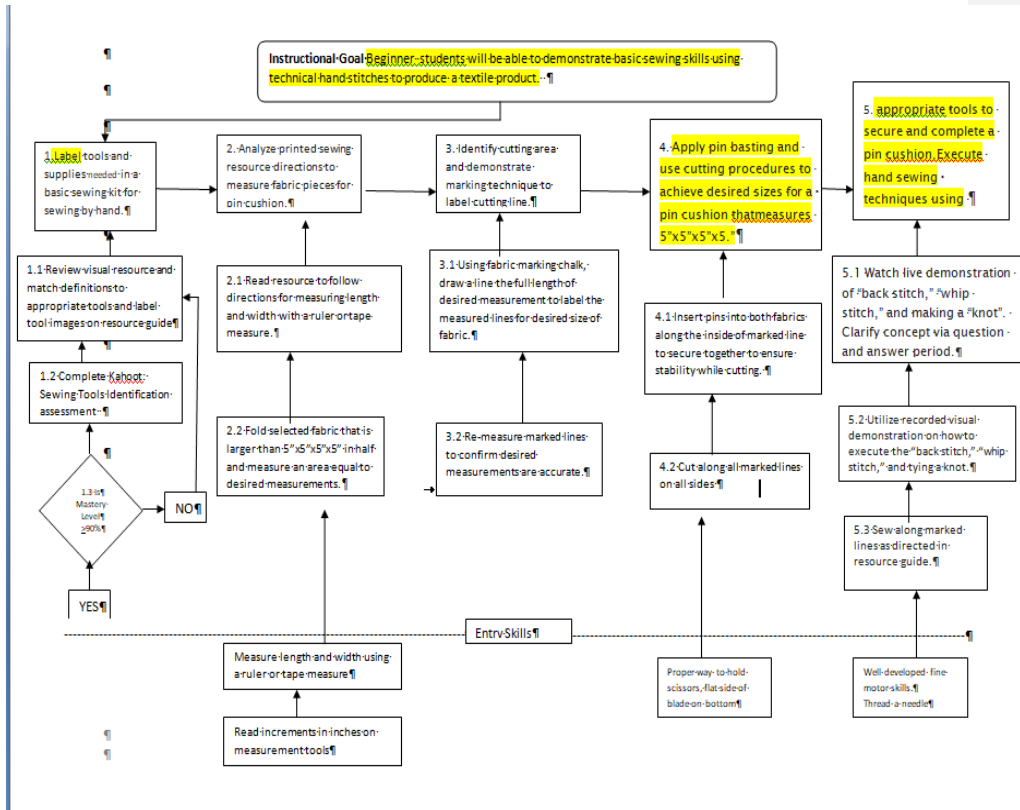 Instructional Goal Beginner students will be able to demonstrate basic sewing skills using
technical hand stitches to produce a textile product. ¶
1.Label tools and
supplies needed in a
basic sewing kit for
sewing by hand.¶
2. Analyze printed sewing
resource directions to
measure fabric pieces for
pin cushion.¶
3. Identify cutting area
and demonstrate
marking technique to
label cutting line.¶
4. Apply pin basting and
use cutting procedures to
achieve desired sizes for a
pin cushion thatmeasures
5"x5"x5"x5."¶
5. appropriate tools to
secure and complete a
pin cushion.Execute
hand sewing
techniques using ¶
1.1 Review visual resource and
match definitions to
appropriate tools and label
tool images on resource guide¶
2.1 Read resource to follow
directions for measuring length
and width with a ruler or tape
measure.¶
3.1 Using fabric marking chalk,
draw a line the full length of
desired measurement to label the
measured lines for desired size of
fabric.¶
4.1 Insert pins into both fabrics
along the inside of marked line
to secure together to ensure
stability while cutting. ¶
5.1 Watch live demonstration
of "back stitch," "whip
stitch," and making a "knot".
Clarify concept via question
and answer period.¶
1.2 Complete Kahoot:
Sewing Tools Identification
assessment ¶
2.2 Fold selected fabric that is
larger than 5"x5"x5"x5" in half
and measure an area equal to
desired measurements.¶
3.2 Re-measure marked lines
to confirm desired
measurements are accurate.¶
4.2 Cut along all marked lines
on all sides ¶
5.2 Utilize recorded visual
demonstration on how to
execute the "back stitch," "whip
stitch," and tying a knot.¶
5.3 Sew along marked
lines as directed in
resource guide.¶
1.3 Is¶
Mastery
Level¶
≥90%¶
NO¶
YES¶
Entry Skills¶
Measure length and width using
a ruler or tape measure¶
Read increments in inches on
measurement tools¶
Proper way to hold
scissors, flat side of
blade on bottom¶
Well developed fine
motor skills.¶
Thread a needle¶